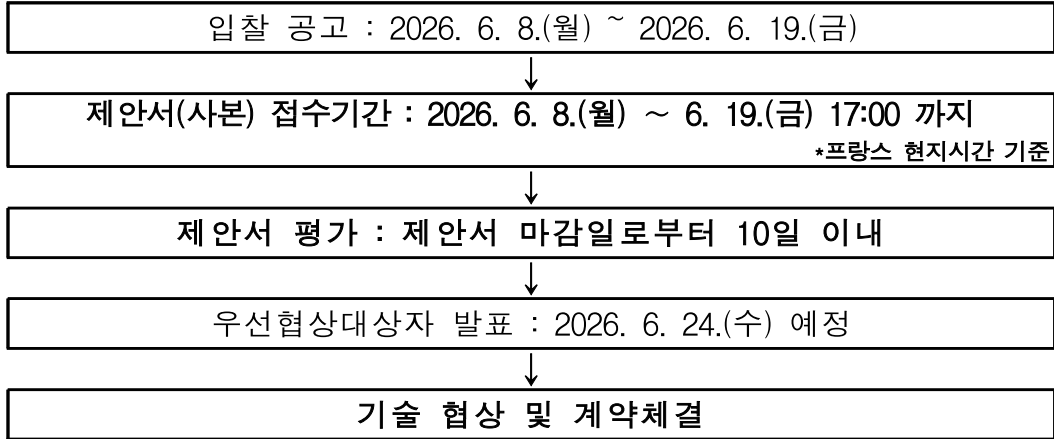 입찰 공고 : 2026. 6. 8.(월) ~ 2026. 6. 19.(금)
↓
제안서(사본) 접수기간 : 2026. 6. 8.(월) ～ 6. 19.(금) 17:00 까지
*프랑스 현지시간 기준
↓
제안서 평가 : 제안서 마감일로부터 10일 이내
↓
우선협상대상자 발표 : 2026. 6. 24.(수) 예정
↓
기술 협상 및 계약체결